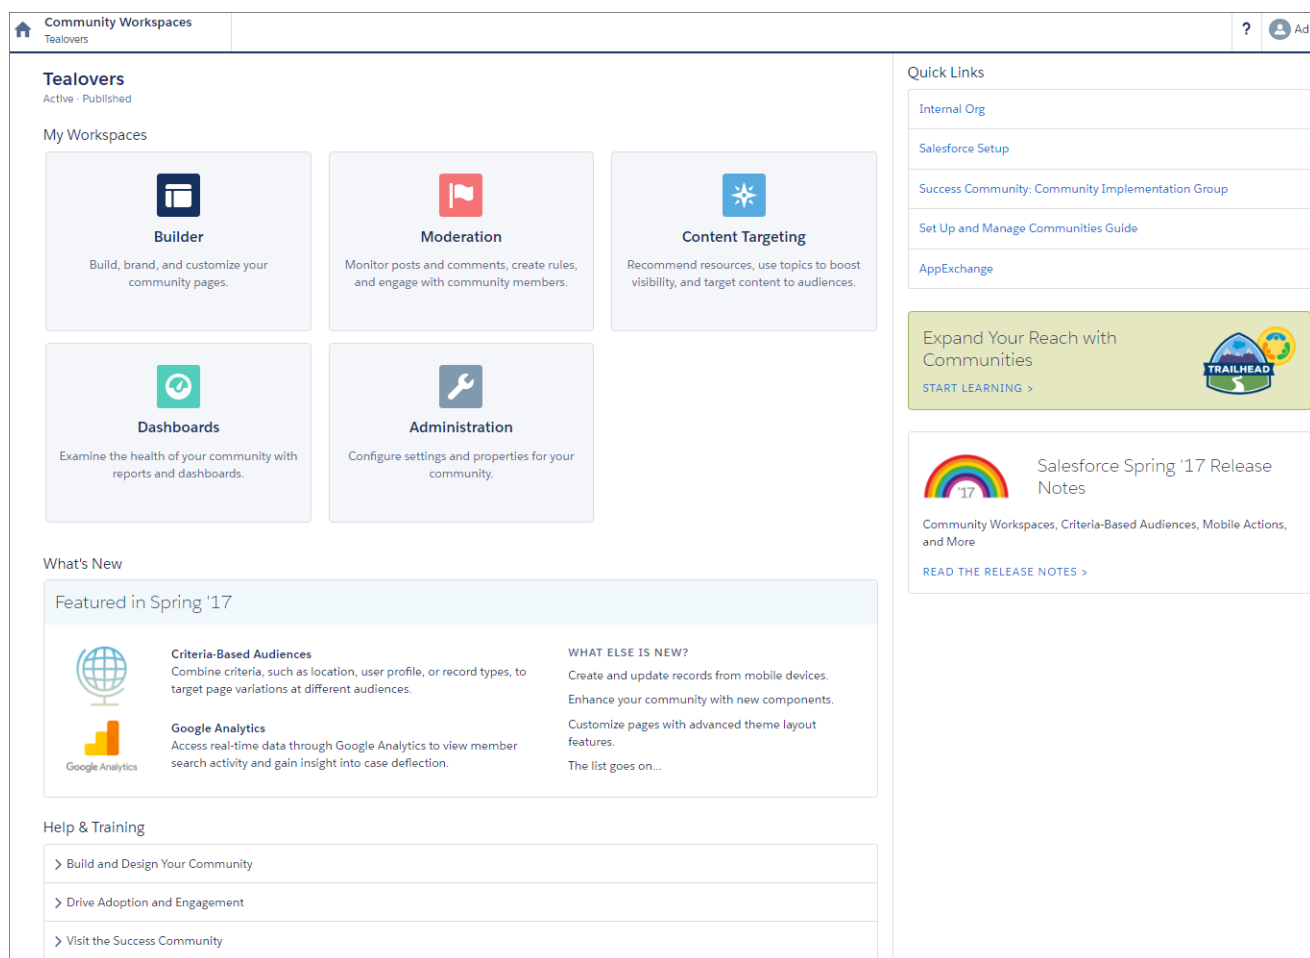 Community Workspaces
Tealovers
?
Ad
Tealovers
Active · Published
My Workspaces
Builder
Build, brand, and customize your
community pages.
Moderation
Monitor posts and comments, create rules,
and engage with community members.
Content Targeting
Recommend resources, use topics to boost
visibility, and target content to audiences.
Dashboards
Examine the health of your community with
reports and dashboards.
Administration
Configure settings and properties for your
community.
What's New
Featured in Spring '17
Criteria-Based Audiences
Combine criteria, such as location, user profile, or record types, to
target page variations at different audiences.
Google Analytics
Google Analytics
Access real-time data through Google Analytics to view member
search activity and gain insight into case deflection.
WHAT ELSE IS NEW?
Create and update records from mobile devices.
Enhance your community with new components.
Customize pages with advanced theme layout
features.
The list goes on...
Help & Training
Build and Design Your Community
Drive Adoption and Engagement
Visit the Success Community
Quick Links
Internal Org
Salesforce Setup
Success Community: Community Implementation Group
Set Up and Manage Communities Guide
AppExchange
Expand Your Reach with
Communities
START LEARNING >
TRAILHEAD
'17
Salesforce Spring '17 Release
Notes
Community Workspaces, Criteria-Based Audiences, Mobile Actions,
and More
READ THE RELEASE NOTES >